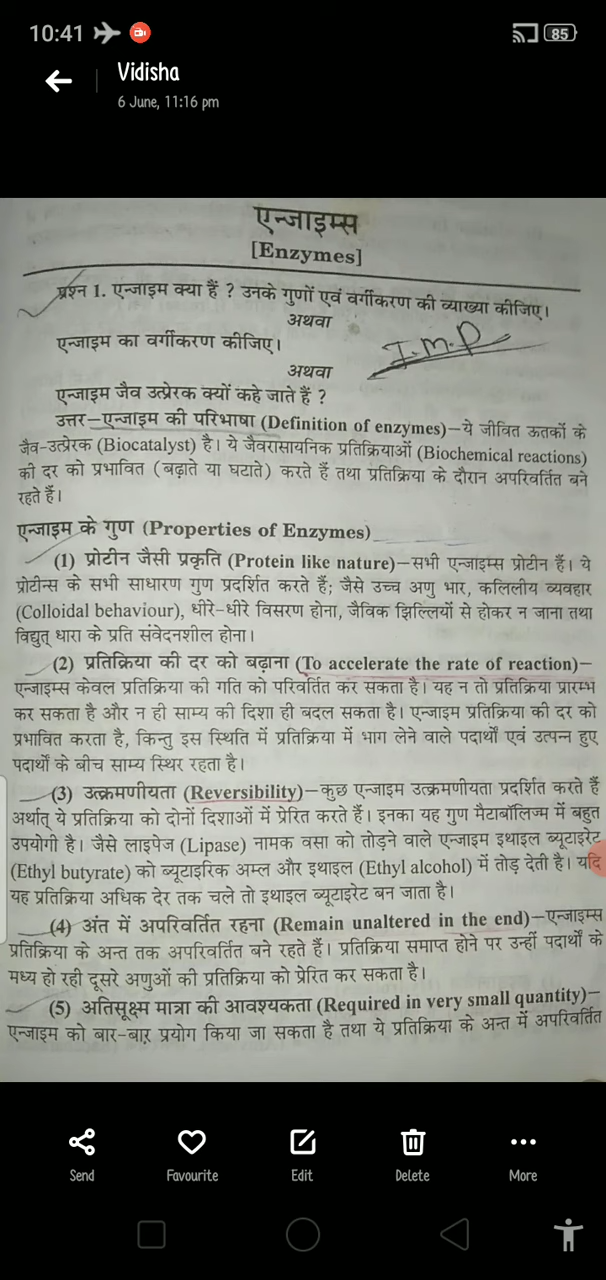 10:41
85
Vidisha
6 June, 11:16 pm
एन्जाइम्स
[Enzymes]
प्रश्न 1. एन्जाइम क्या हैं ? उनके गुणों एवं वर्गीकरण की व्याख्या कीजिए।
अथवा
एन्जाइम का वर्गीकरण कीजिए।
I.M.P
अथवा
एन्जाइम जैव उत्प्रेरक क्यों कहे जाते हैं ?
उत्तर–एन्जाइम की परिभाषा (Definition of enzymes)–ये जीवित ऊतकों के
जैव-उत्प्रेरक (Biocatalyst) है। ये जैवरासायनिक प्रतिक्रियाओं (Biochemical reactions)
की दर को प्रभावित (बढ़ाते या घटाते) करते हैं तथा प्रतिक्रिया के दौरान अपरिवर्तित बने
रहते हैं।
एन्जाइम के गुण (Properties of Enzymes)
(1) प्रोटीन जैसी प्रकृति (Protein like nature)–सभी एन्जाइम्स प्रोटीन हैं। ये
प्रोटीन्स के सभी साधारण गुण प्रदर्शित करते हैं; जैसे उच्च अणु भार, कलिलीय व्यवहार
(Colloidal behaviour), धीरे-धीरे विसरण होना, जैविक झिल्लियों से होकर न जाना तथा
विद्युत् धारा के प्रति संवेदनशील होना।
(2) प्रतिक्रिया की दर को बढ़ाना (To accelerate the rate of reaction)–
एन्जाइम्स केवल प्रतिक्रिया की गति को परिवर्तित कर सकता है। यह न तो प्रतिक्रिया प्रारम्भ
कर सकता है और न ही साम्य की दिशा ही बदल सकता है। एन्जाइम प्रतिक्रिया की दर को
प्रभावित करता है, किन्तु इस स्थिति में प्रतिक्रिया में भाग लेने वाले पदार्थों एवं उत्पन्न हुए
पदार्थों के बीच साम्य स्थिर रहता है।
(3) उत्क्रमणीयता (Reversibility)–कुछ एन्जाइम उत्क्रमणीयता प्रदर्शित करते हैं
अर्थात् ये प्रतिक्रिया को दोनों दिशाओं में प्रेरित करते हैं। इनका यह गुण मैटाबॉलिज्म में बहुत
उपयोगी है। जैसे लाइपेज (Lipase) नामक वसा को तोड़ने वाले एन्जाइम इथाइल ब्यूटाइरेट
(Ethyl butyrate) को ब्यूटाइरिक अम्ल और इथाइल (Ethyl alcohol) में तोड़ देती है। यदि
यह प्रतिक्रिया अधिक देर तक चले तो इथाइल ब्यूटाइरेट बन जाता है।
(4) अंत में अपरिवर्तित रहना (Remain unaltered in the end)–एन्जाइम्स
प्रतिक्रिया के अन्त तक अपरिवर्तित बने रहते हैं। प्रतिक्रिया समाप्त होने पर उन्हीं पदार्थों के
मध्य हो रही दूसरे अणुओं की प्रतिक्रिया को प्रेरित कर सकता है।
(5) अतिसूक्ष्म मात्रा की आवश्यकता (Required in very small quantity)–
एन्जाइम को बार-बार प्रयोग किया जा सकता है तथा ये प्रतिक्रिया के अन्त में अपरिवर्तित
Send
Favourite
Edit
Delete
More